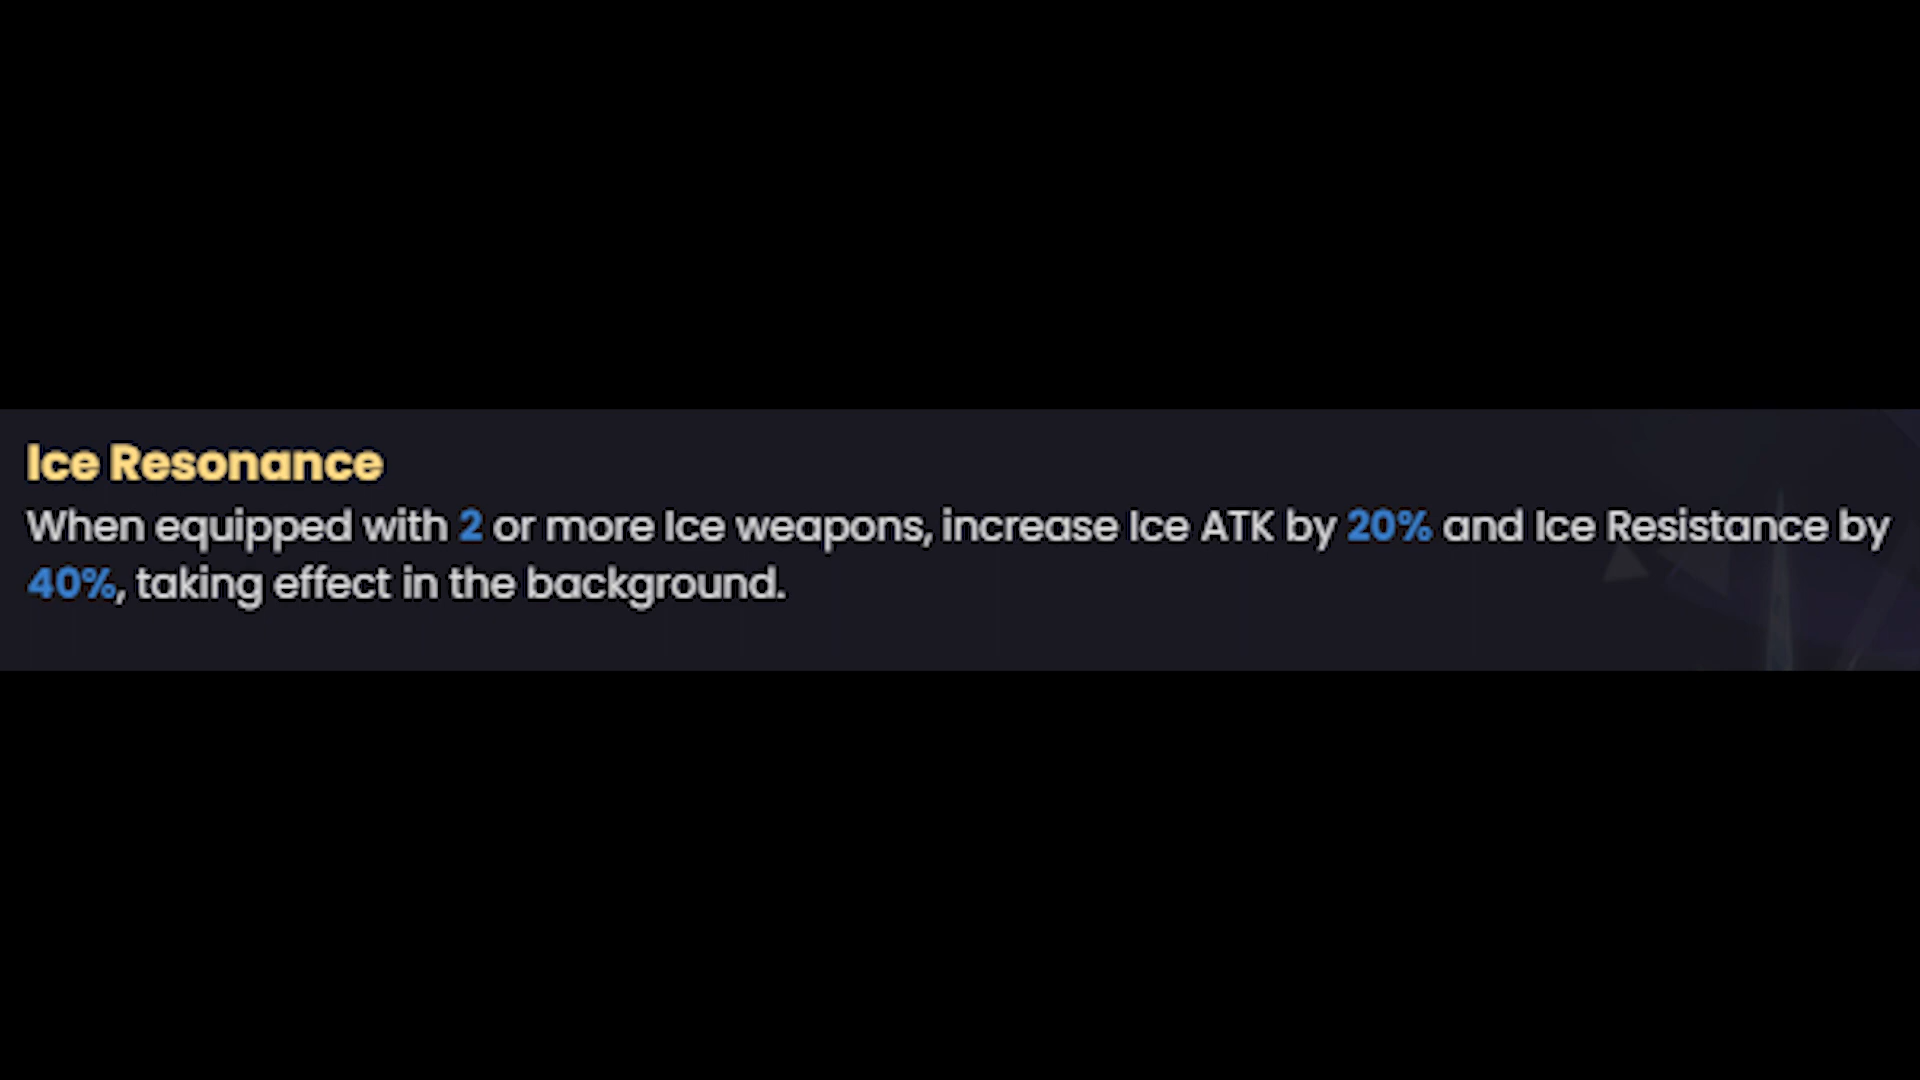 Ice Resonance
When equipped with 2 or more Ice weapons, increase Ice ATK by 20% and Ice Resistance by
40%, taking effect in the background.